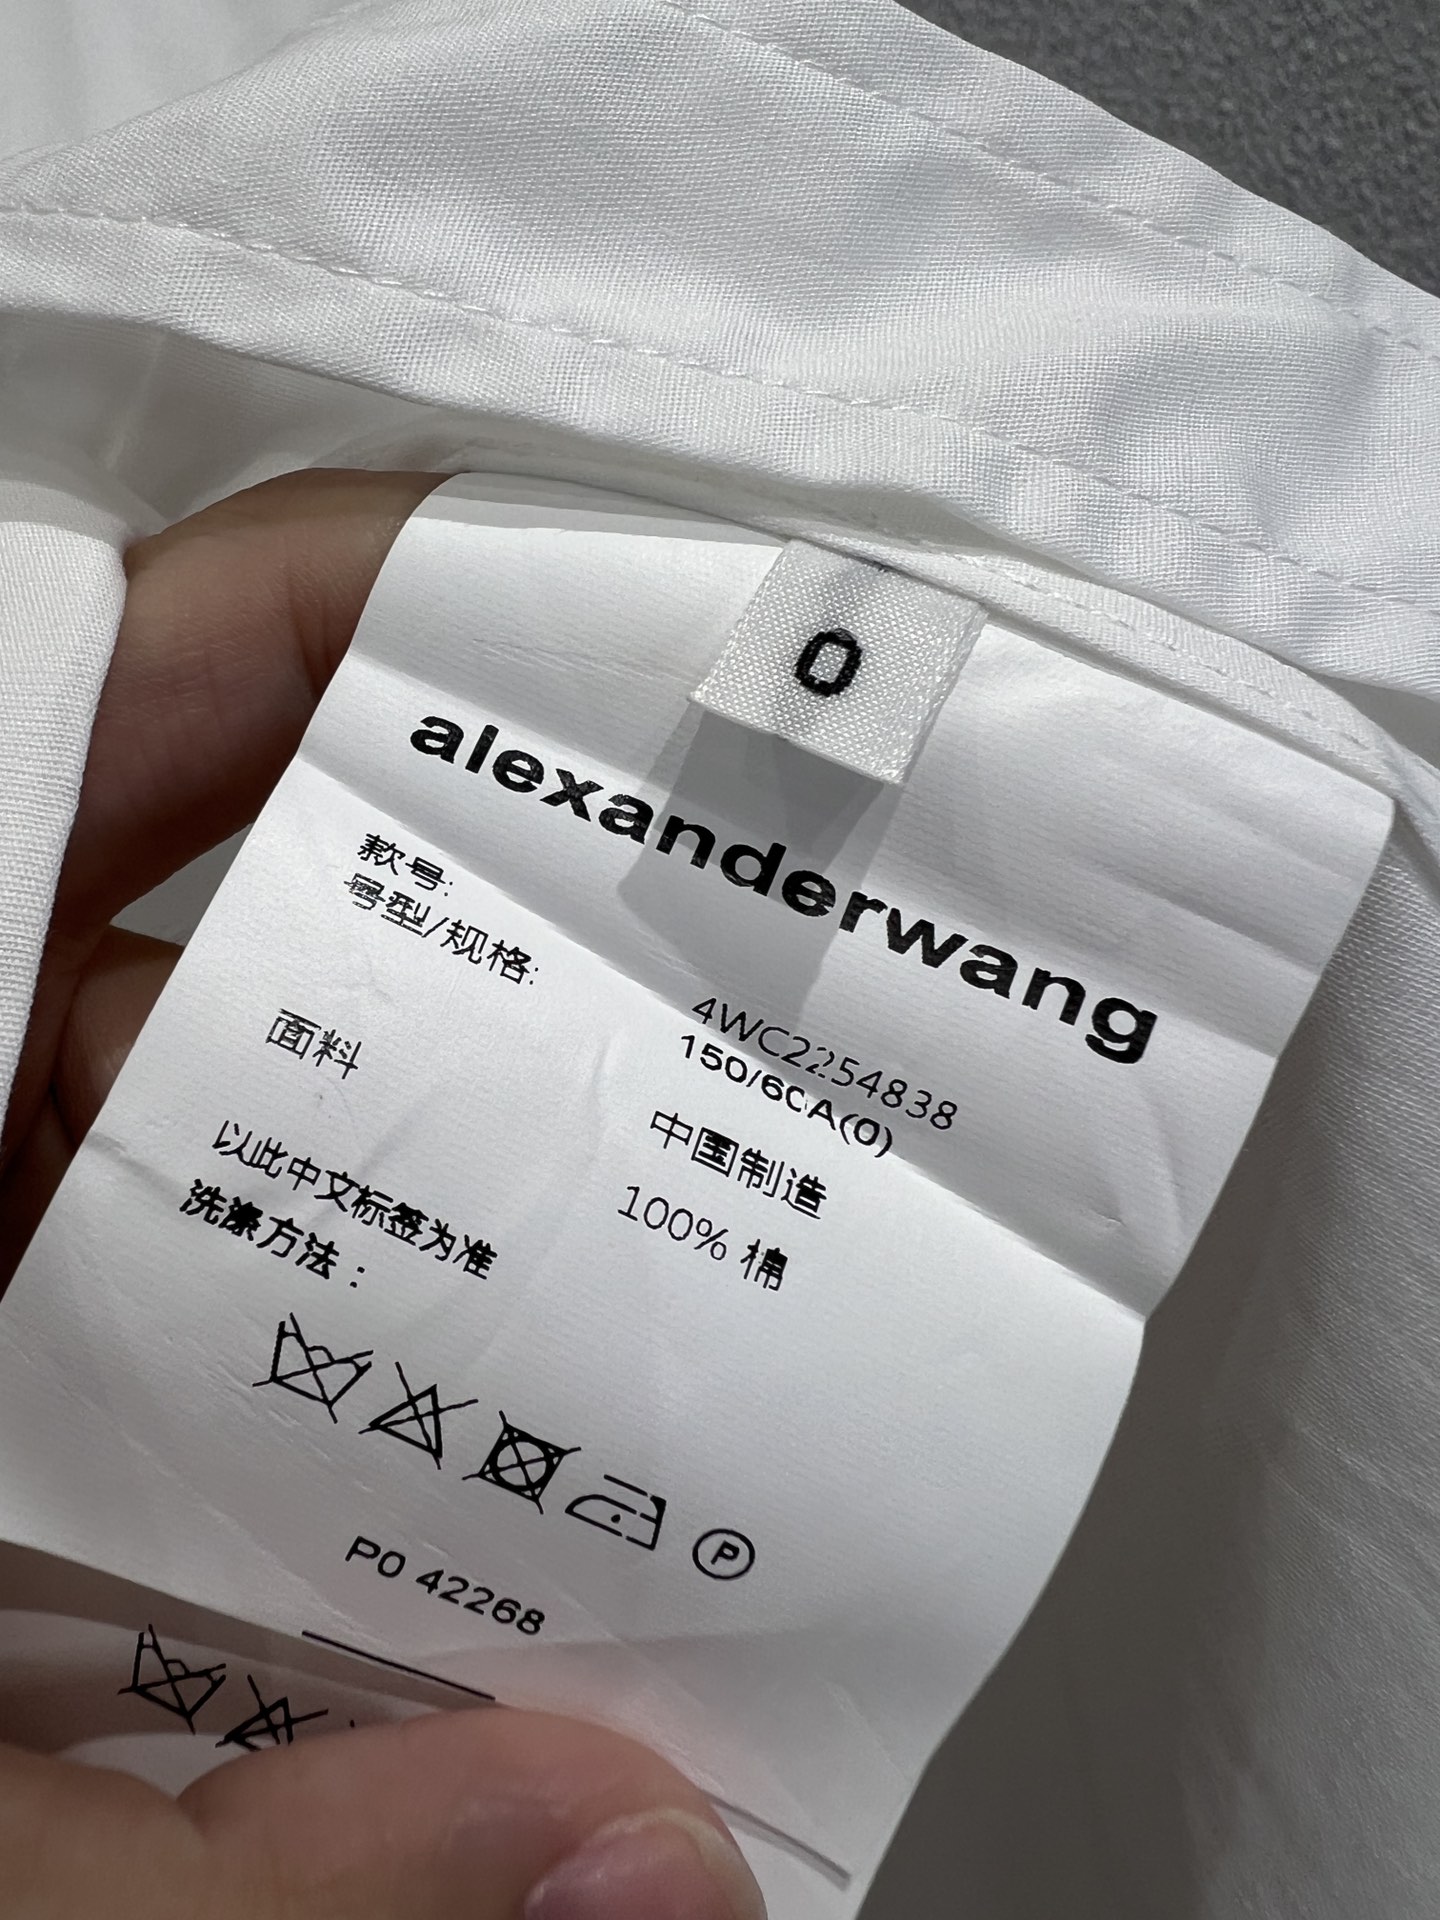 0
alexanderwang
款号: 4WC2254838
号型/规格: 150/60A(0)
中国制造
面料 100% 棉
以此中文标签为准
洗涤方法：
P
PO 42268